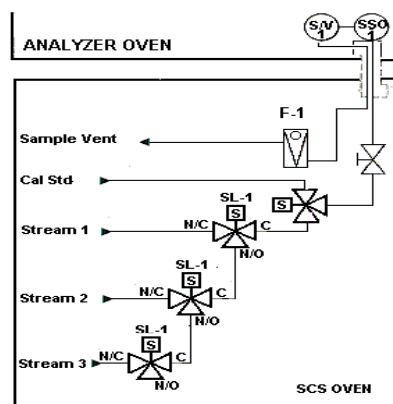 S/V 1
SSO 1
ANALYZER OVEN
F-1
Sample Vent
Cal Std
S
SL-1
S
Stream 1
N/C
C
SL-1
N/O
S
Stream 2
N/C
C
SL-1
N/O
S
Stream 3
N/C
C
N/O
SCS OVEN